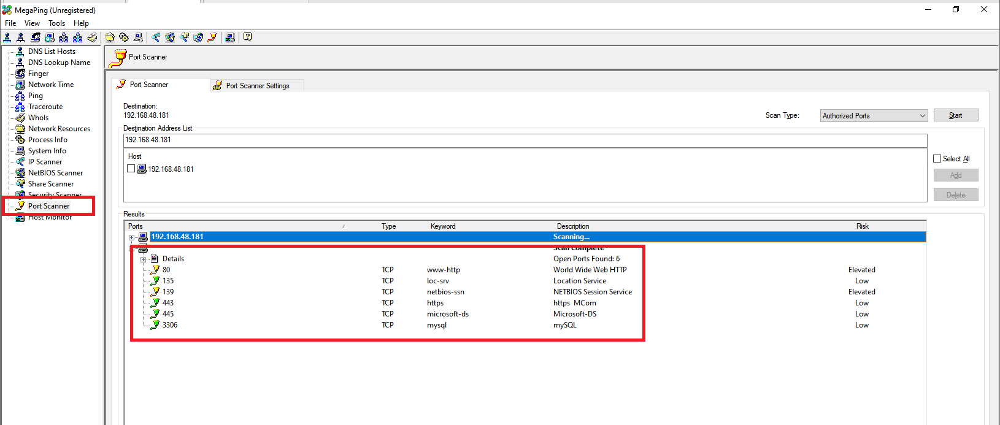 MegaPing (Unregistered)
File View Tools Help
DNS List Hosts
DNS Lookup Name
Finger
Network Time
Ping
Traceroute
WhoIs
Network Resources
Process Info
System Info
IP Scanner
NetBIOS Scanner
Share Scanner
Security Scanner
Port Scanner
Host Monitor
Port Scanner
Port Scanner Port Scanner Settings
Destination:
192.168.48.181
Scan Type: Authorized Ports Start
Destination Address List
192.168.48.181
Host
192.168.48.181
Select All
Add
Delete
Results
Ports Type Keyword Description Risk
192.168.48.181 Scanning...
Scan Complete
Details Open Ports Found: 6
80 TCP www-http World Wide Web HTTP Elevated
135 TCP loc-srv Location Service Low
139 TCP netbios-ssn NETBIOS Session Service Elevated
443 TCP https https MCom Low
445 TCP microsoft-ds Microsoft-DS Low
3306 TCP mysql mySQL Low